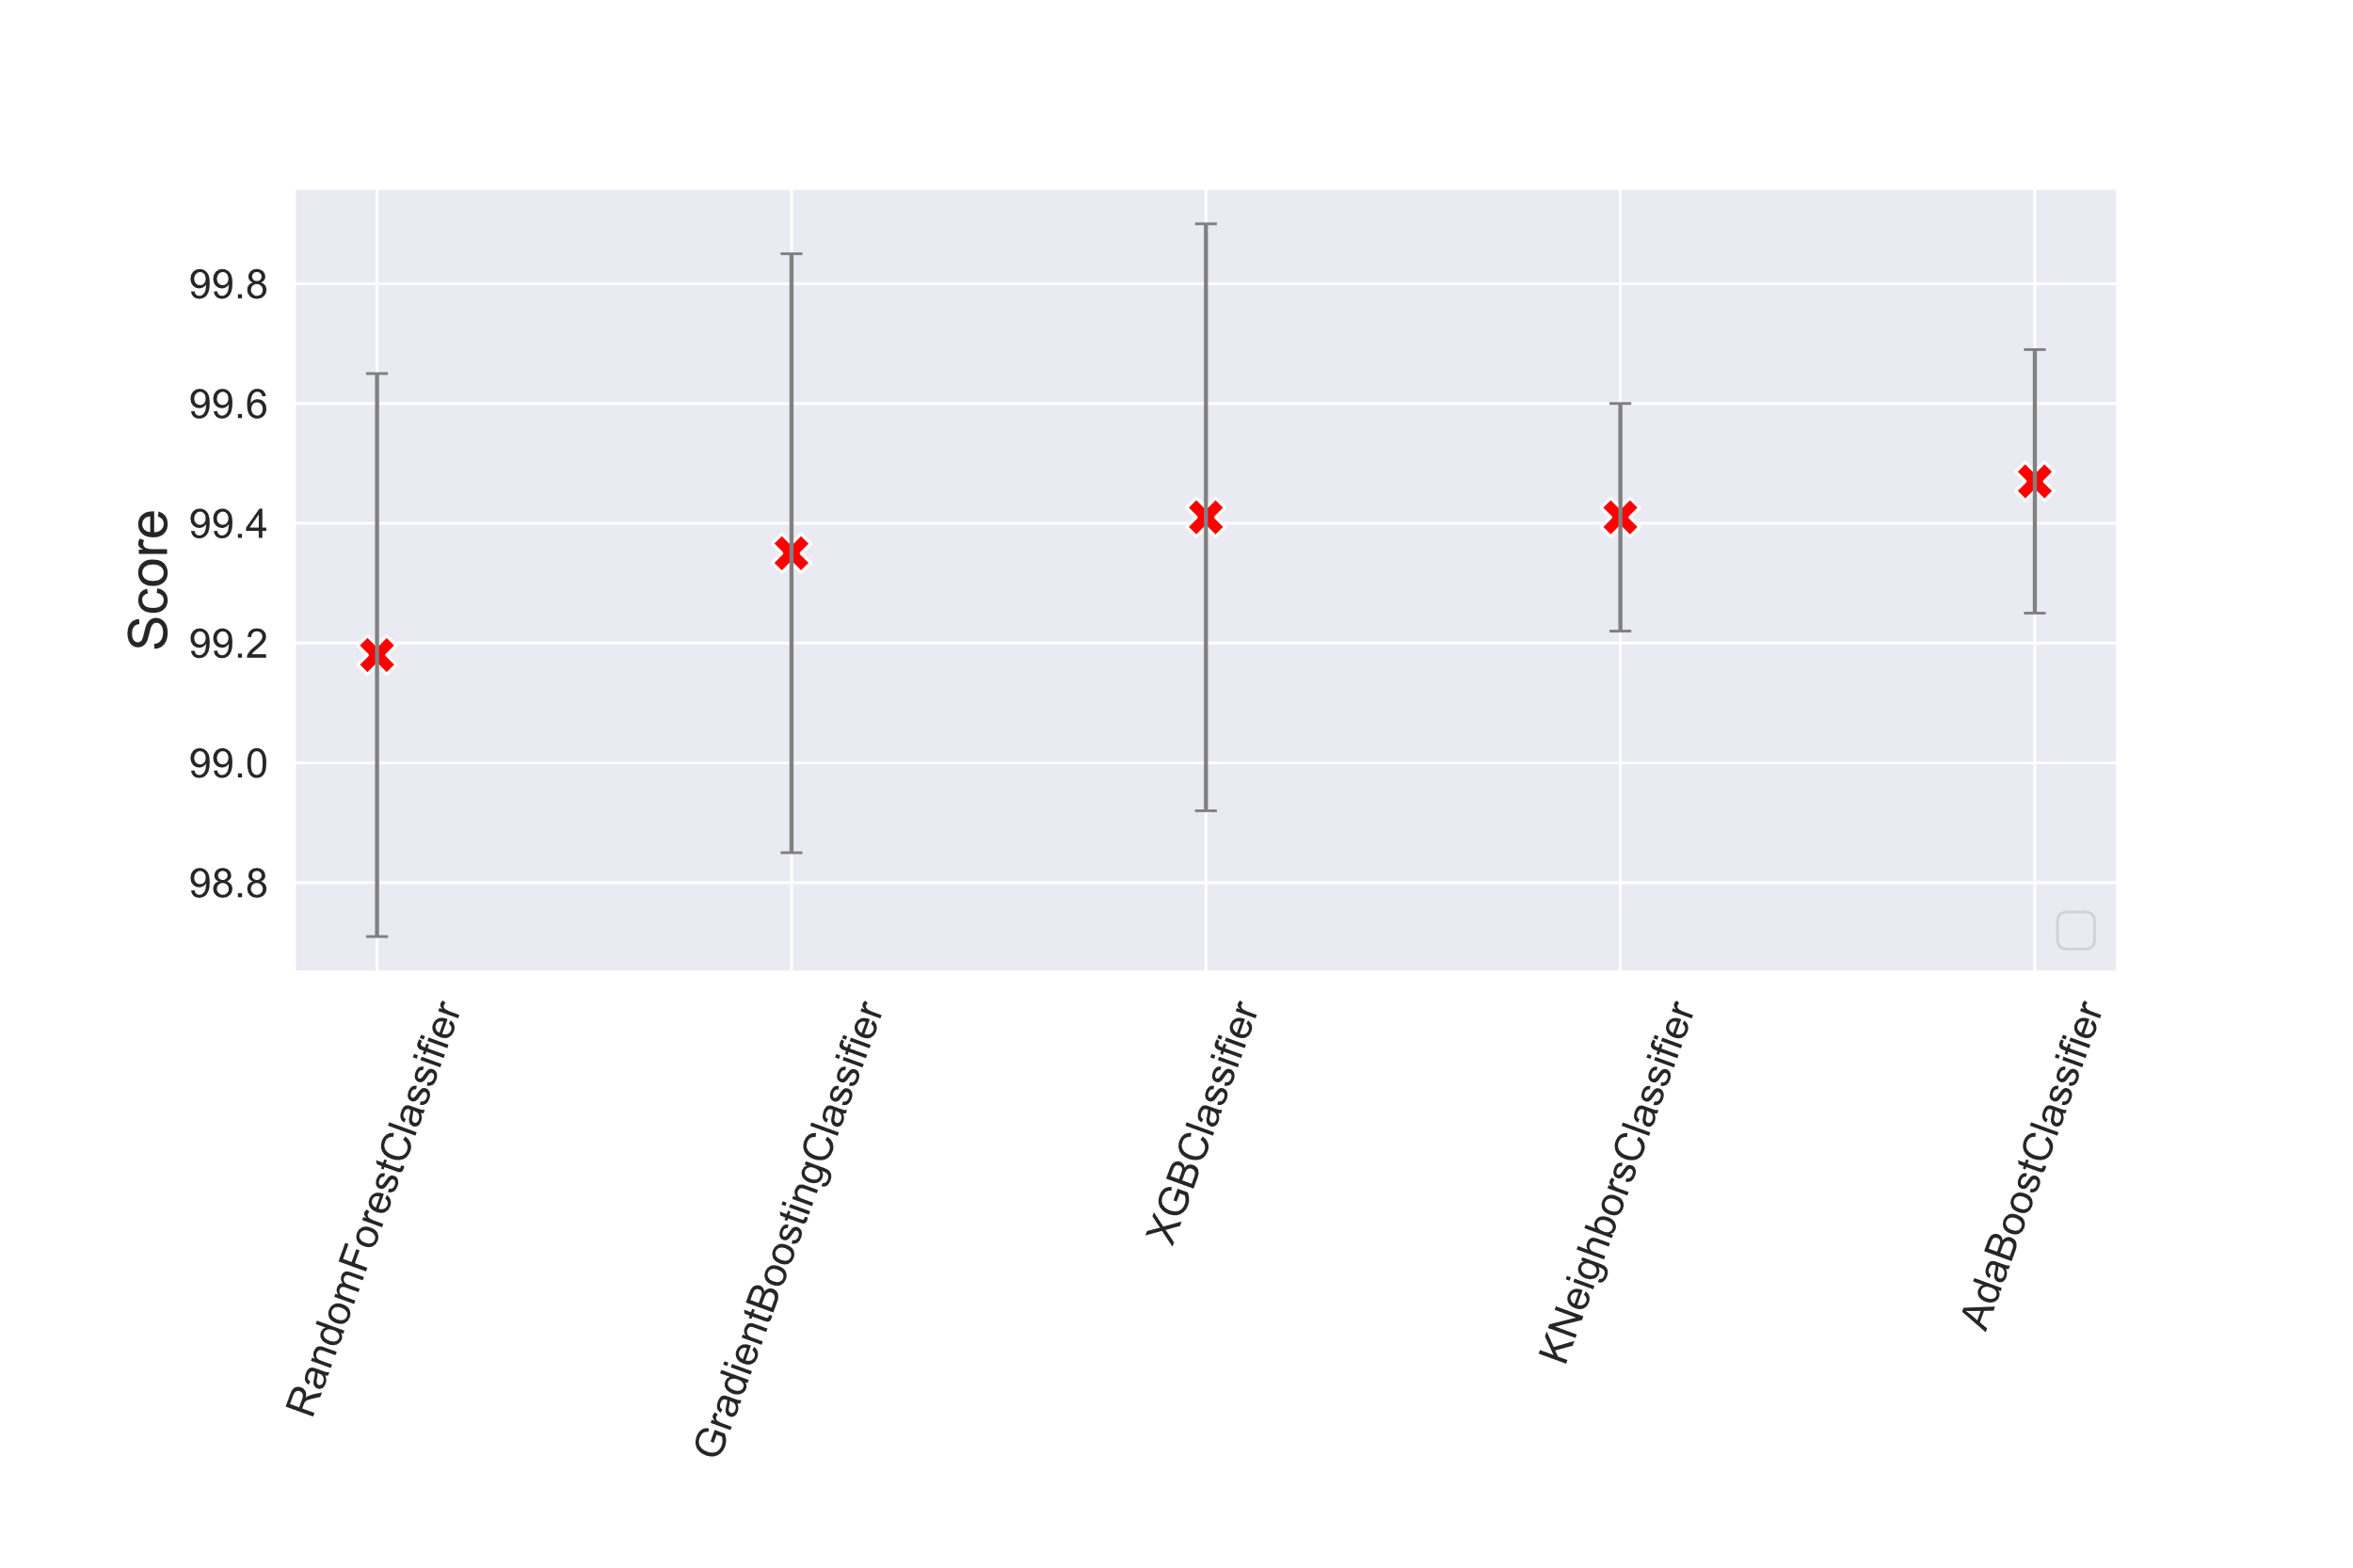 Score
99.8
99.6
99.4
99.2
99.0
98.8
RandomForestClassifier
GradientBoostingClassifier
XGBClassifier
KNeighborsClassifier
AdaBoostClassifier